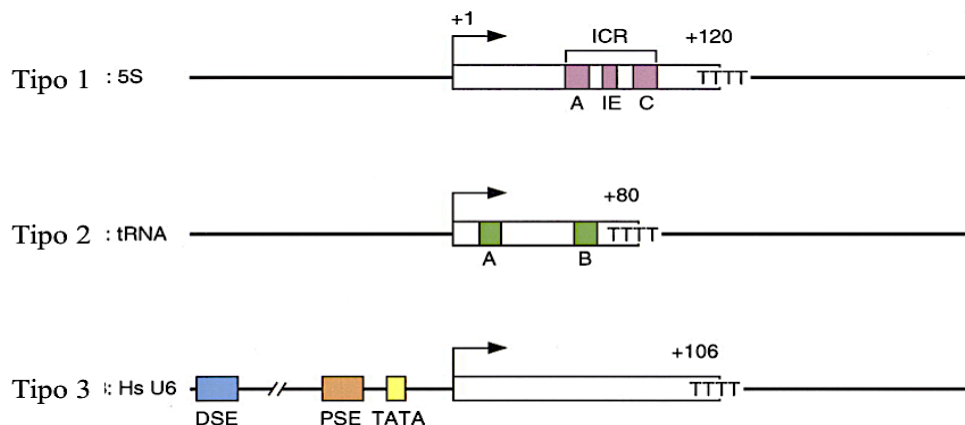 +1 ICR +120
Tipo 1 : 5S TTTT
A IE C
+80
Tipo 2 : tRNA TTTT
A B
+106
Tipo 3 : Hs U6 TTTT
DSE PSE TATA